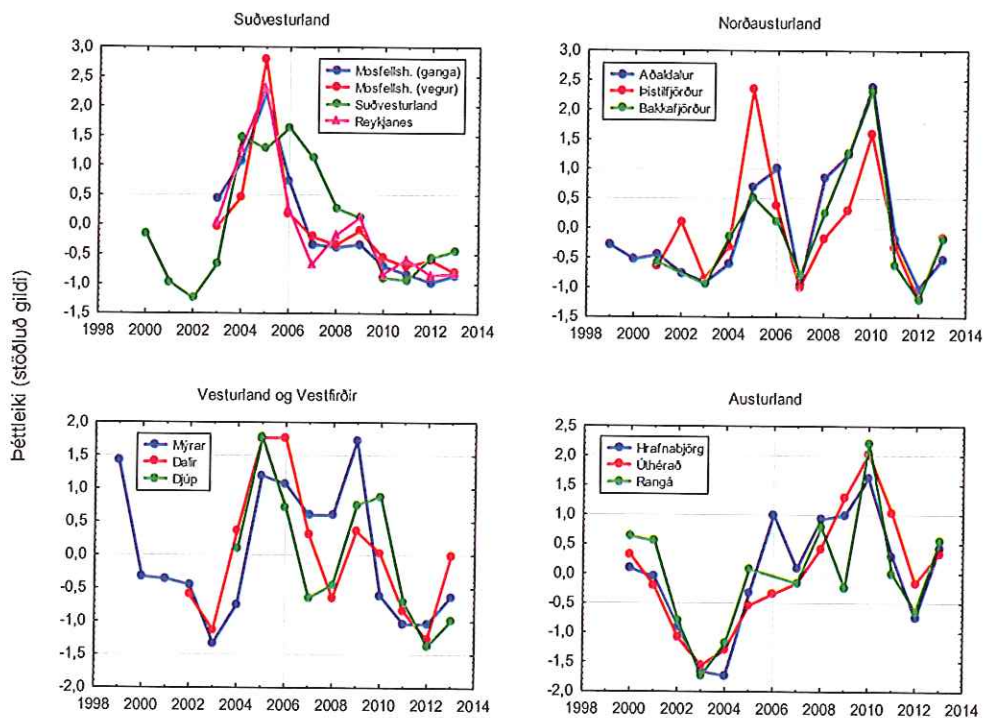 Þéttleiki (stöðluð gildi)
Suðvesturland
3,0
2,5
2,0
1,5
1,0
0,5
0,0
-0,5
-1,0
-1,5
1998 2000 2002 2004 2006 2008 2010 2012 2014
Mosfellsh. (ganga)
Mosfellsh. (vegur)
Suðvesturland
Reykjanes
Norðausturland
3,0
2,5
2,0
1,5
1,0
0,5
0,0
-0,5
-1,0
-1,5
1998 2000 2002 2004 2006 2008 2010 2012 2014
Aðaldalur
Þistilfjörður
Bakkafjörður
Vesturland og Vestfirðir
2,0
1,5
1,0
0,5
0,0
-0,5
-1,0
-1,5
-2,0
1998 2000 2002 2004 2006 2008 2010 2012 2014
Mýrar
Dalir
Djúp
Austurland
2,5
2,0
1,5
1,0
0,5
0,0
-0,5
-1,0
-1,5
-2,0
1998 2000 2002 2004 2006 2008 2010 2012 2014
Hrafnabjörg
Úthérað
Rangá